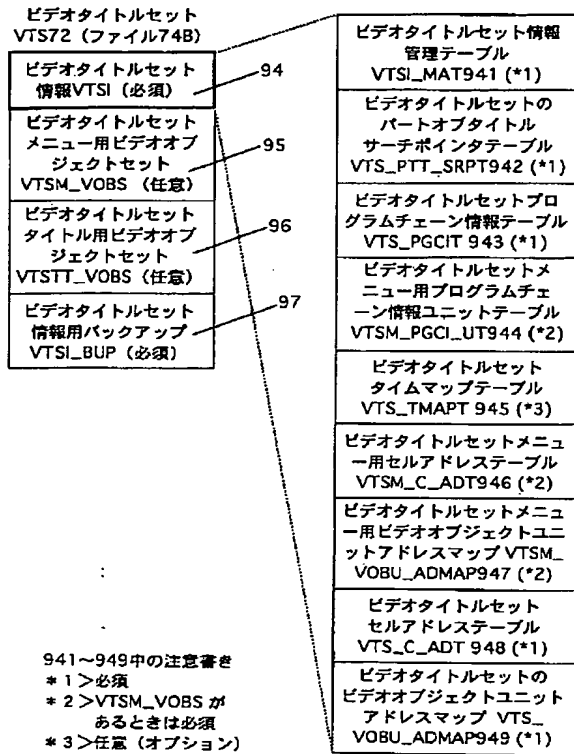 ビデオタイトルセット
VTS72（ファイル74B）
ビデオタイトルセット
情報VTSI（必須）
94
ビデオタイトルセット
メニュー用ビデオオブ
ジェクトセット
VTSM_VOBS（任意）
95
ビデオタイトルセット
タイトル用ビデオオブ
ジェクトセット
VTSTT_VOBS（任意）
96
ビデオタイトルセット
情報用バックアップ
VTSI_BUP（必須）
97
ビデオタイトルセット情報
管理テーブル
VTSI_MAT941 (*1)
ビデオタイトルセットの
パートオブタイトル
サーチポインタテーブル
VTS_PTT_SRPT942 (*1)
ビデオタイトルセットプロ
グラムチェーン情報テーブル
VTS_PGCIT 943 (*1)
ビデオタイトルセットメ
ニュー用プログラムチェ
ーン情報ユニットテーブル
VTSM_PGCI_UT944 (*2)
ビデオタイトルセット
タイムマップテーブル
VTS_TMAPT 945 (*3)
ビデオタイトルセットメニュ
ー用セルアドレステーブル
VTSM_C_ADT946 (*2)
ビデオタイトルセットメニュ
ー用ビデオオブジェクトユニ
ットアドレスマップ VTSM_
VOBU_ADMAP947 (*2)
ビデオタイトルセット
セルアドレステーブル
VTS_C_ADT 948 (*1)
ビデオタイトルセットの
ビデオオブジェクトユニット
アドレスマップ VTS_
VOBU_ADMAP949 (*1)
941～949中の注意書き
＊1＞必須
＊2＞VTSM_VOBS が
あるときは必須
＊3＞任意（オプション）